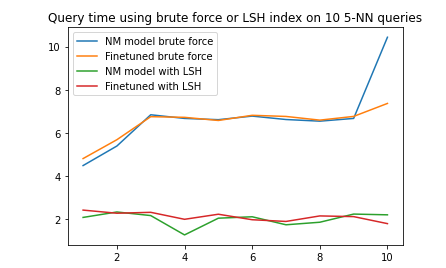 Query time using brute force or LSH index on 10 5-NN queries
NM model brute force
Finetuned brute force
NM model with LSH
Finetuned with LSH
10
8
6
4
2
2 4 6 8 10